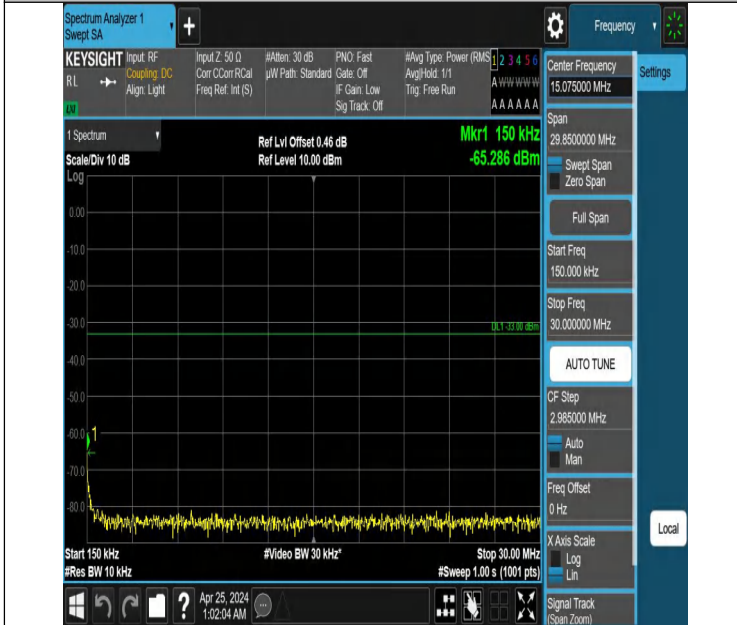 Spectrum Analyzer 1
Swept SA
+
Frequency
KEYSIGHT
RL
Input: RF
Coupling: DC
Align: Light
Input Z: 50 Ω
Corr CCorr RCal
Freq Ref: Int (S)
#Atten: 30 dB
µW Path: Standard
PNO: Fast
Gate: Off
IF Gain: Low
Sig Track: Off
#Avg Type: Power (RMS
Avg|Hold: 1/1
Trig: Free Run
1 2 3 4 5 6
A W W W W W
A A A A A A
1 Spectrum
Scale/Div 10 dB
Ref Lvl Offset 0.46 dB
Ref Level 10.00 dBm
Mkr1 150 kHz
-65.286 dBm
Log
0.00
-10.0
-20.0
-30.0
DL1 -33.00 dBm
-40.0
-50.0
-60.0
1
-70.0
-80.0
Start 150 kHz
#Res BW 10 kHz
#Video BW 30 kHz*
Stop 30.00 MHz
#Sweep 1.00 s (1001 pts)
Center Frequency
15.075000 MHz
Settings
Span
29.8500000 MHz
Swept Span
Zero Span
Full Span
Start Freq
150.000 kHz
Stop Freq
30.000000 MHz
AUTO TUNE
CF Step
2.985000 MHz
Auto
Man
Freq Offset
0 Hz
X Axis Scale
Log
Lin
Local
Signal Track
(Span Zoom)
?
Apr 25, 2024
1:02:04 AM